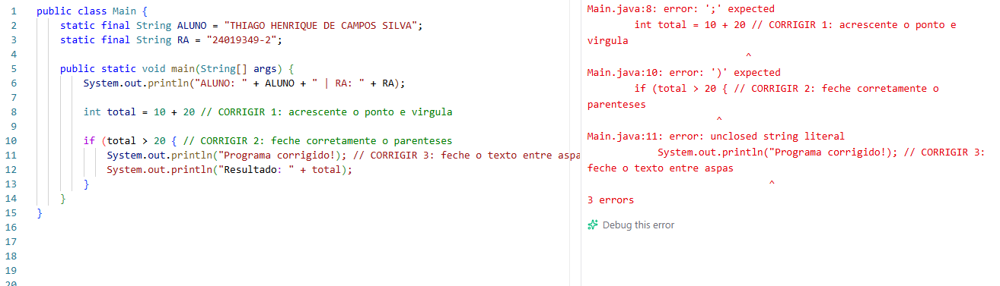 1 public class Main {
2 static final String ALUNO = "THIAGO HENRIQUE DE CAMPOS SILVA";
3 static final String RA = "24019349-2";
4
5 public static void main(String[] args) {
6 System.out.println("ALUNO: " + ALUNO + " | RA: " + RA);
7
8 int total = 10 + 20 // CORRIGIR 1: acrescente o ponto e virgula
9
10 if (total > 20 { // CORRIGIR 2: feche corretamente o parenteses
11 System.out.println("Programa corrigido!); // CORRIGIR 3: feche o texto entre aspa
12 System.out.println("Resultado: " + total);
13 }
14 }
15 }
16
17
18
19
20
Main.java:8: error: ';' expected
int total = 10 + 20 // CORRIGIR 1: acrescente o ponto e
virgula
^
Main.java:10: error: ')' expected
if (total > 20 { // CORRIGIR 2: feche corretamente o
parenteses
^
Main.java:11: error: unclosed string literal
System.out.println("Programa corrigido!); // CORRIGIR 3:
feche o texto entre aspas
^
3 errors
Debug this error